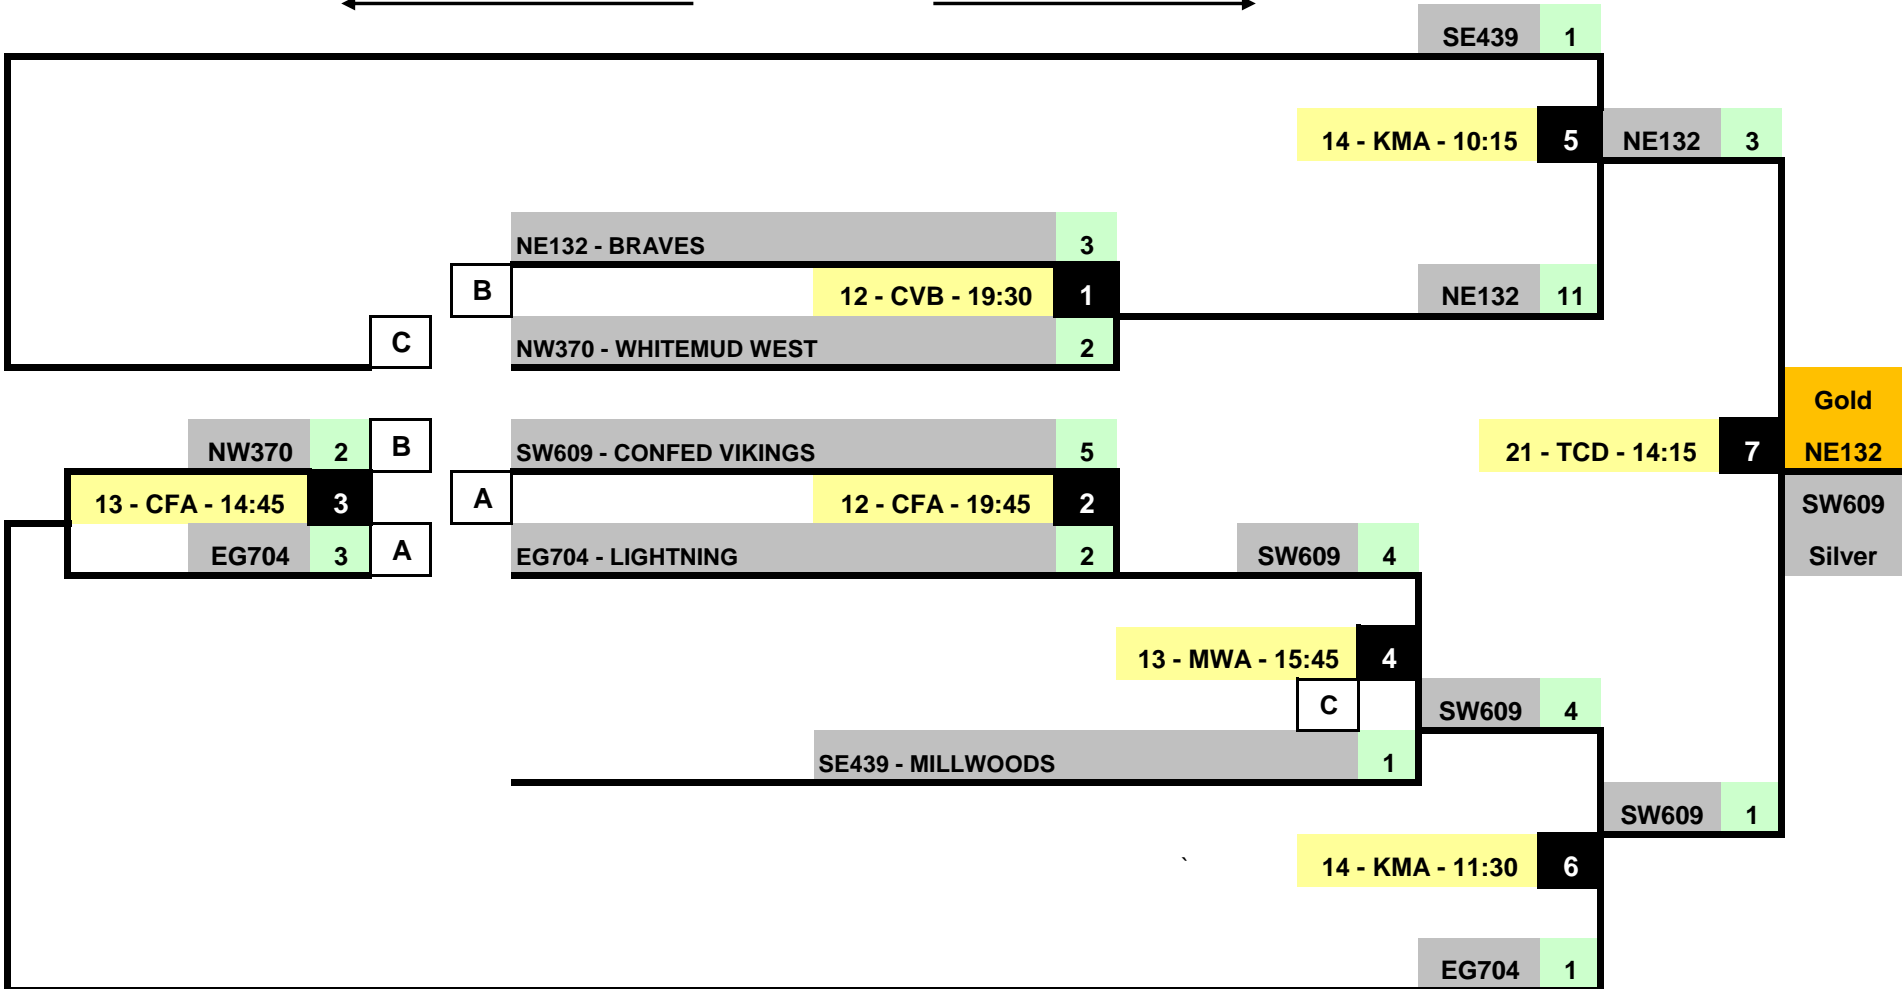 SE439 1
14 - KMA - 10:15 5 NE132 3
NE132 - BRAVES 3
B 12 - CVB - 19:30 1 NE132 11
C NW370 - WHITEMUD WEST 2
Gold
NW370 2 B SW609 - CONFED VIKINGS 5 21 - TCD - 14:15 7 NE132
13 - CFA - 14:45 3 A 12 - CFA - 19:45 2 SW609
EG704 3 A EG704 - LIGHTNING 2 SW609 4 Silver
13 - MWA - 15:45 4
C SW609 4
SE439 - MILLWOODS 1
SW609 1
` 14 - KMA - 11:30 6
EG704 1